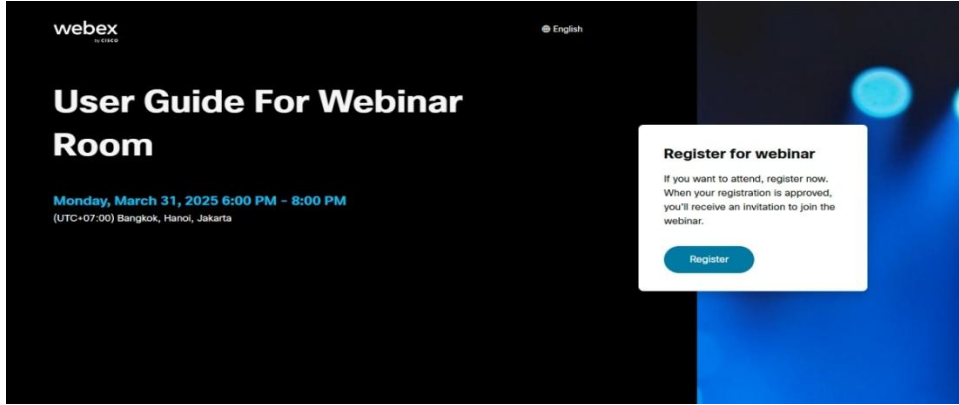 webex
by CISCO
English
User Guide For Webinar
Room
Monday, March 31, 2025 6:00 PM - 8:00 PM
(UTC+07:00) Bangkok, Hanoi, Jakarta
Register for webinar
If you want to attend, register now.
When your registration is approved,
you'll receive an invitation to join the
webinar.
Register